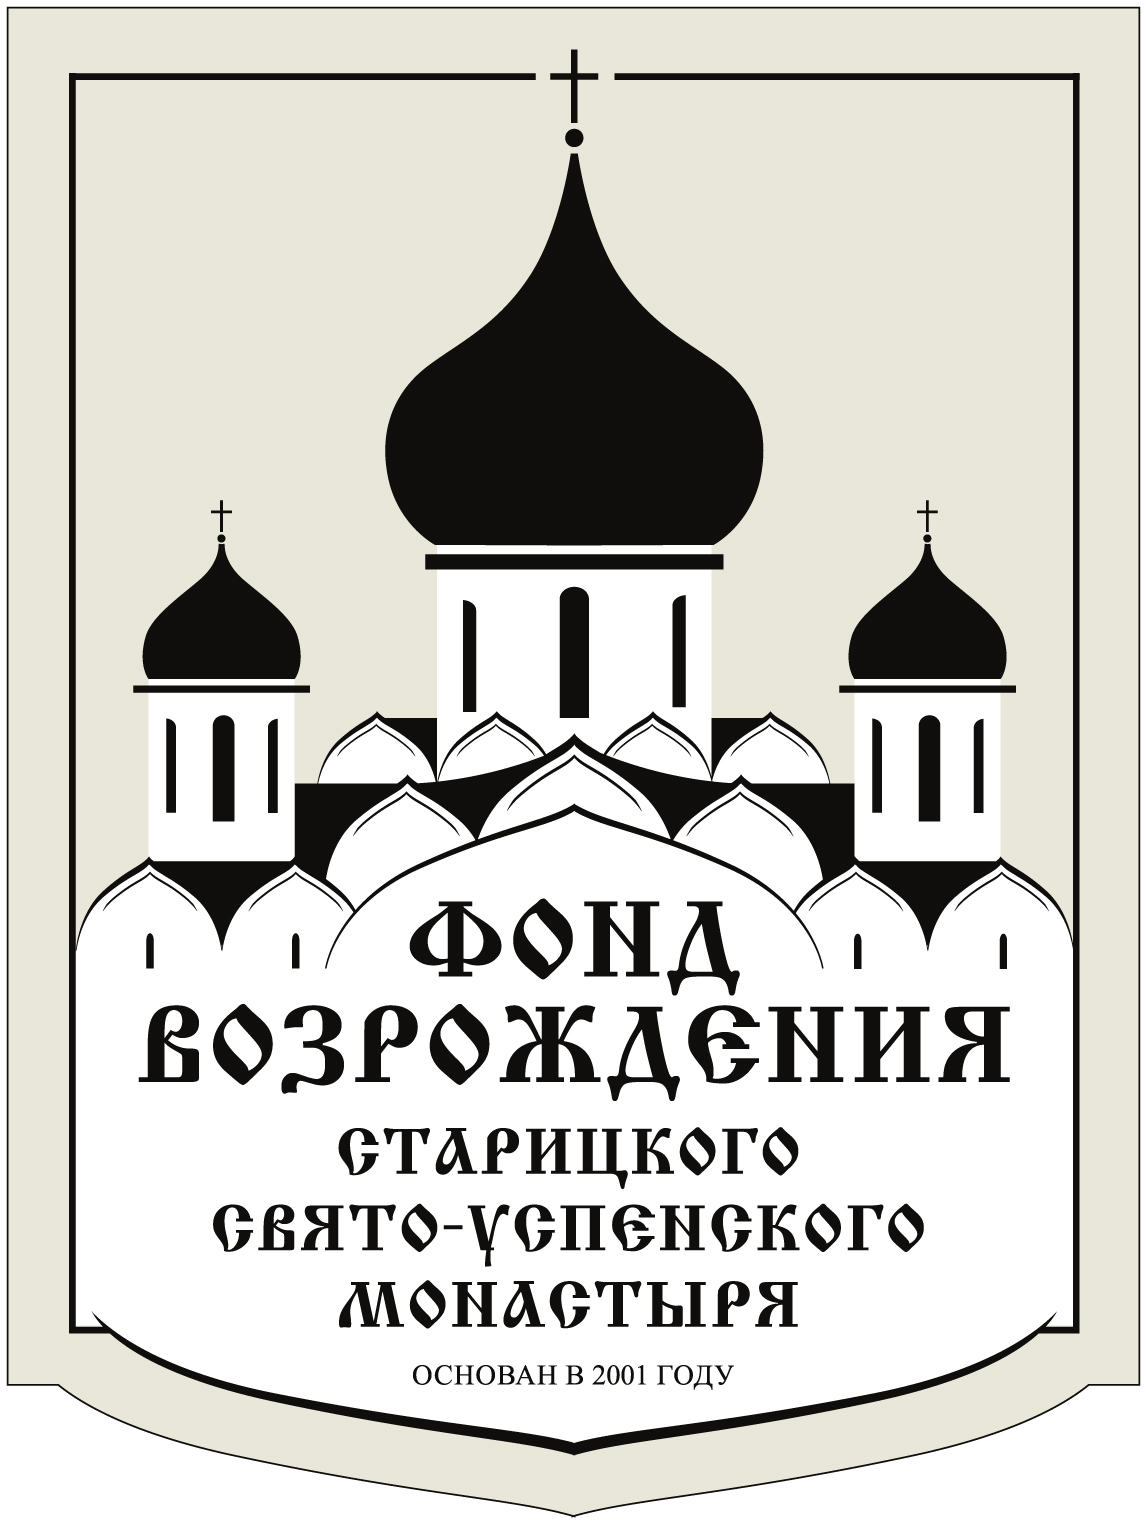 ФОНД
ВОЗРОЖДЕНИЯ
СТАРИЦКОГО
СВЯТО-УСПЕНСКОГО
МОНАСТЫРЯ
ОСНОВАН В 2001 ГОДУ